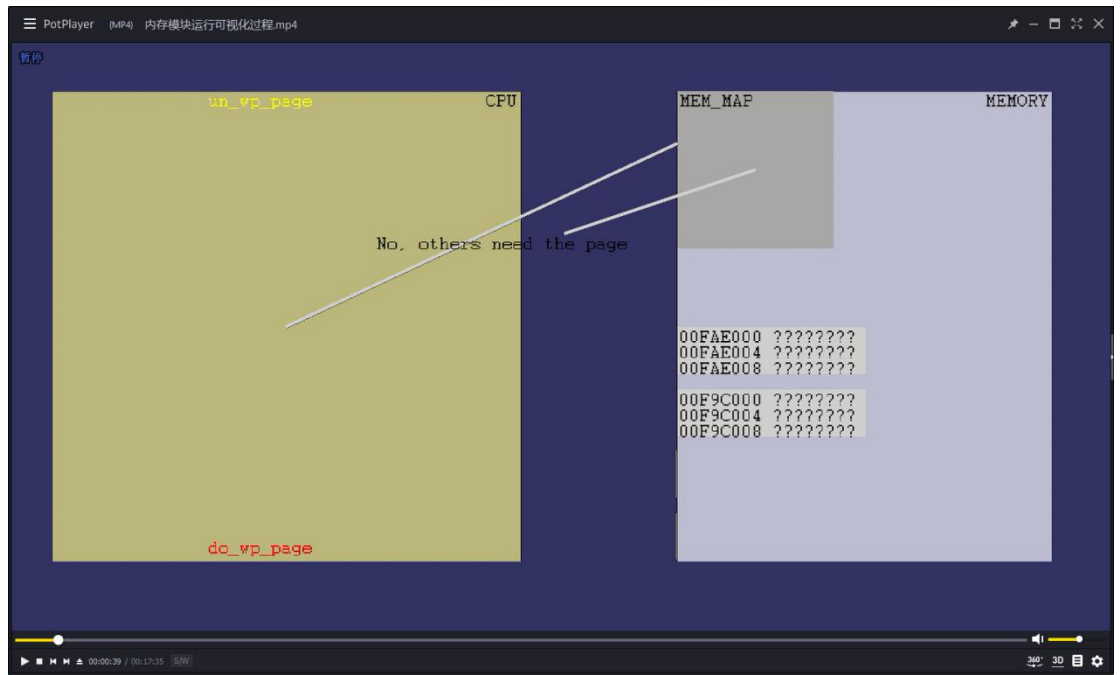 PotPlayer (MP4) 内存模块运行可视化过程.mp4
暂停
un_wp_page
CPU
MEM_MAP
MEMORY
No, others need the page
00FAE000 ????????
00FAE004 ????????
00FAE008 ????????
00F9C000 ????????
00F9C004 ????????
00F9C008 ????????
do_wp_page
00:00:39 / 00:17:35 S/W
360° 3D